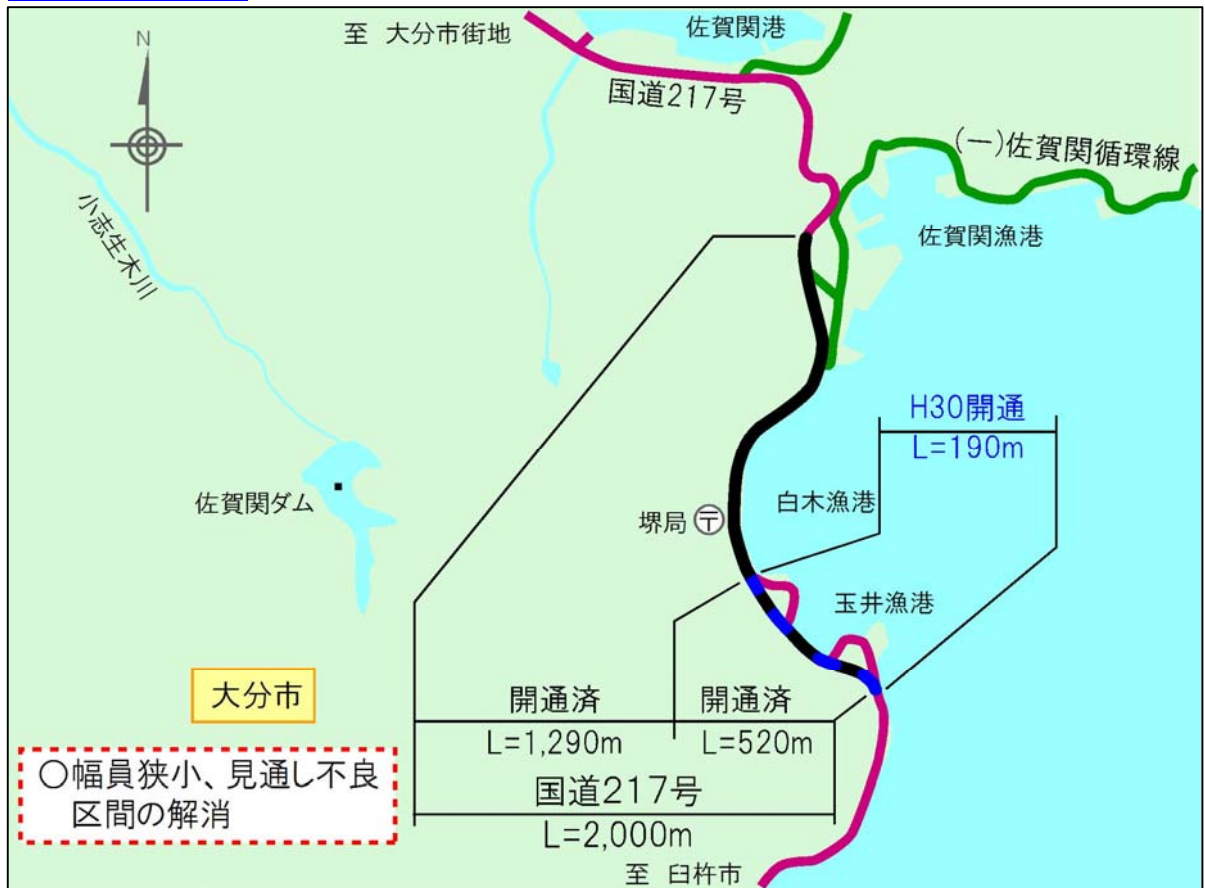 N
至 大分市街地
佐賀関港
国道217号
(一)佐賀関循環線
小志生木川
佐賀関漁港
H30開通
L=190m
佐賀関ダム
堺局
〒
白木漁港
玉井漁港
大分市
開通済
開通済
L=1,290m
L=520m
○幅員狭小、見通し不良
区間の解消
国道217号
L=2,000m
至 臼杵市